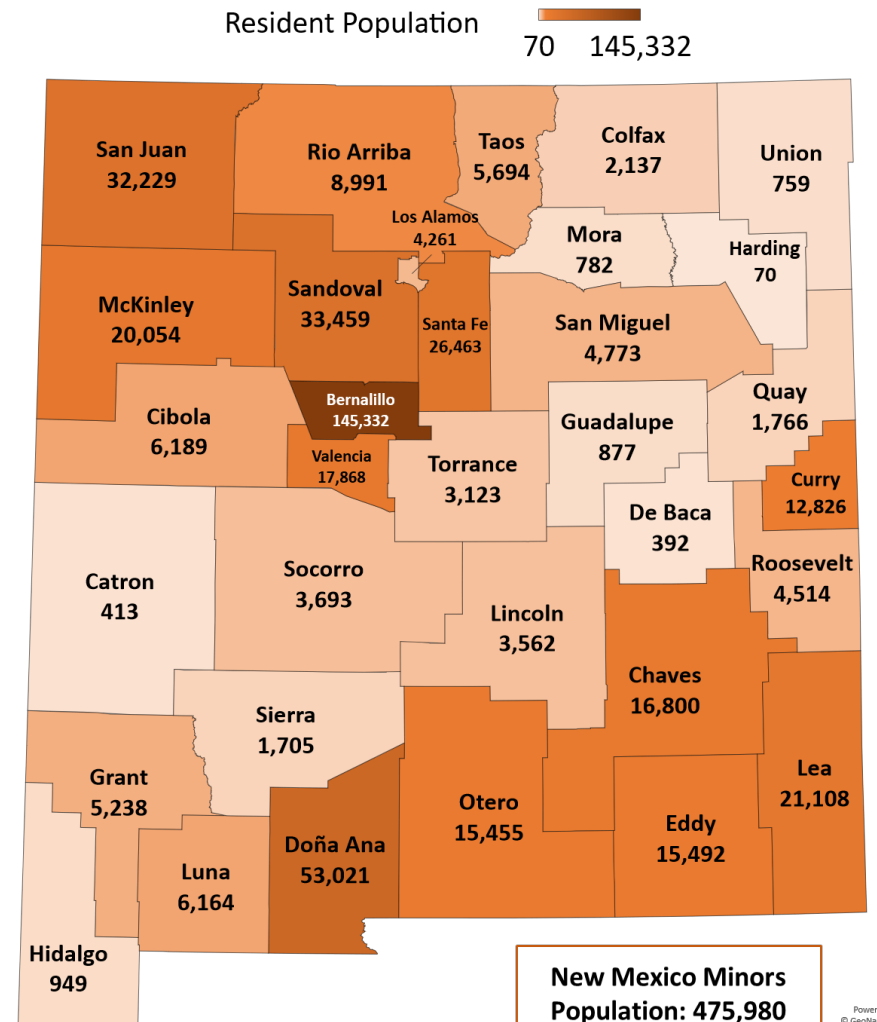 Resident Population
70 145,332
San Juan
32,229
Rio Arriba
8,991
Taos
5,694
Colfax
2,137
Union
759
Los Alamos
4,261
Mora
782
Harding
70
McKinley
20,054
Sandoval
33,459
Santa Fe
26,463
San Miguel
4,773
Quay
1,766
Cibola
6,189
Bernalillo
145,332
Valencia
17,868
Torrance
3,123
Guadalupe
877
Curry
12,826
De Baca
392
Roosevelt
4,514
Catron
413
Socorro
3,693
Lincoln
3,562
Chaves
16,800
Sierra
1,705
Grant
5,238
Luna
6,164
Doña Ana
53,021
Otero
15,455
Eddy
15,492
Lea
21,108
Hidalgo
949
New Mexico Minors
Population: 475,980
Power